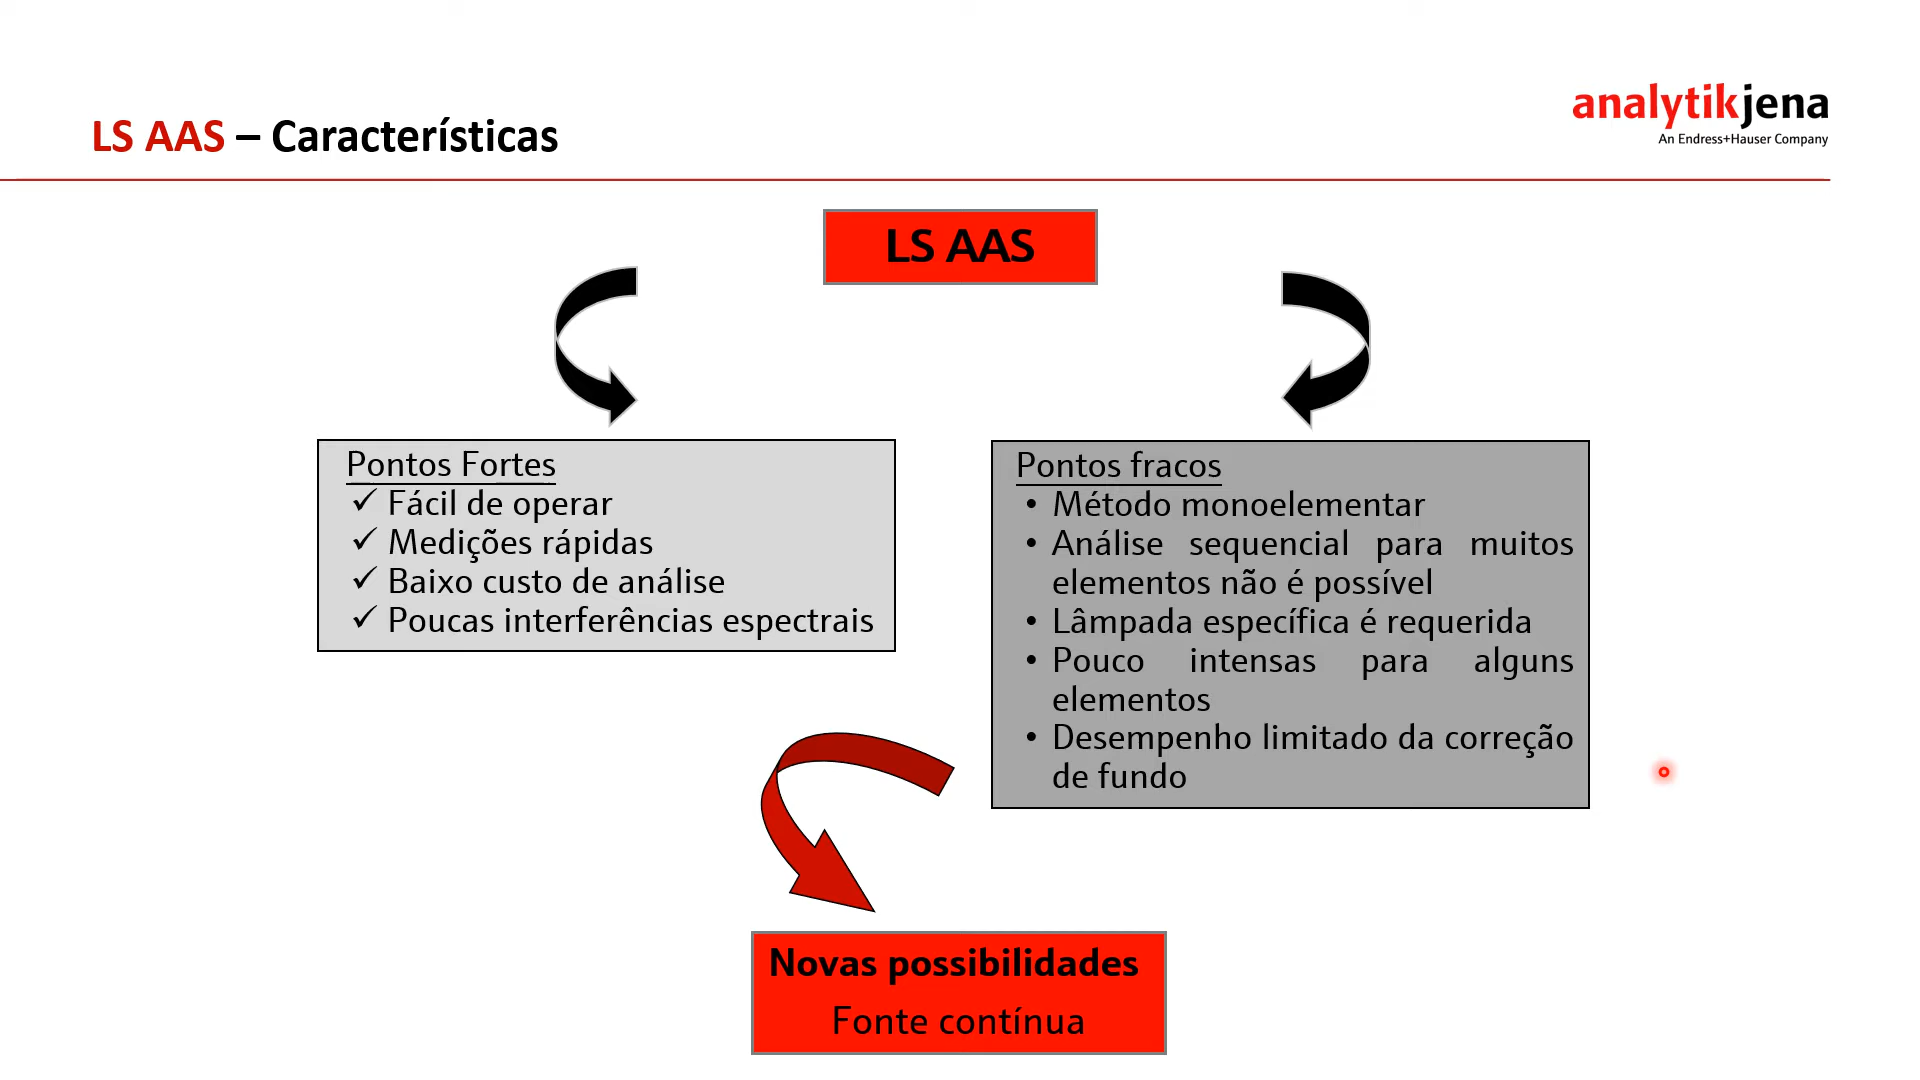 LS AAS – Características
analytikjena
An Endress+Hauser Company
LS AAS
Pontos Fortes
✓ Fácil de operar
✓ Medições rápidas
✓ Baixo custo de análise
✓ Poucas interferências espectrais
Pontos fracos
• Método monoelementar
• Análise sequencial para muitos
elementos não é possível
• Lâmpada específica é requerida
• Pouco intensas para alguns
elementos
• Desempenho limitado da correção
de fundo
Novas possibilidades
Fonte contínua